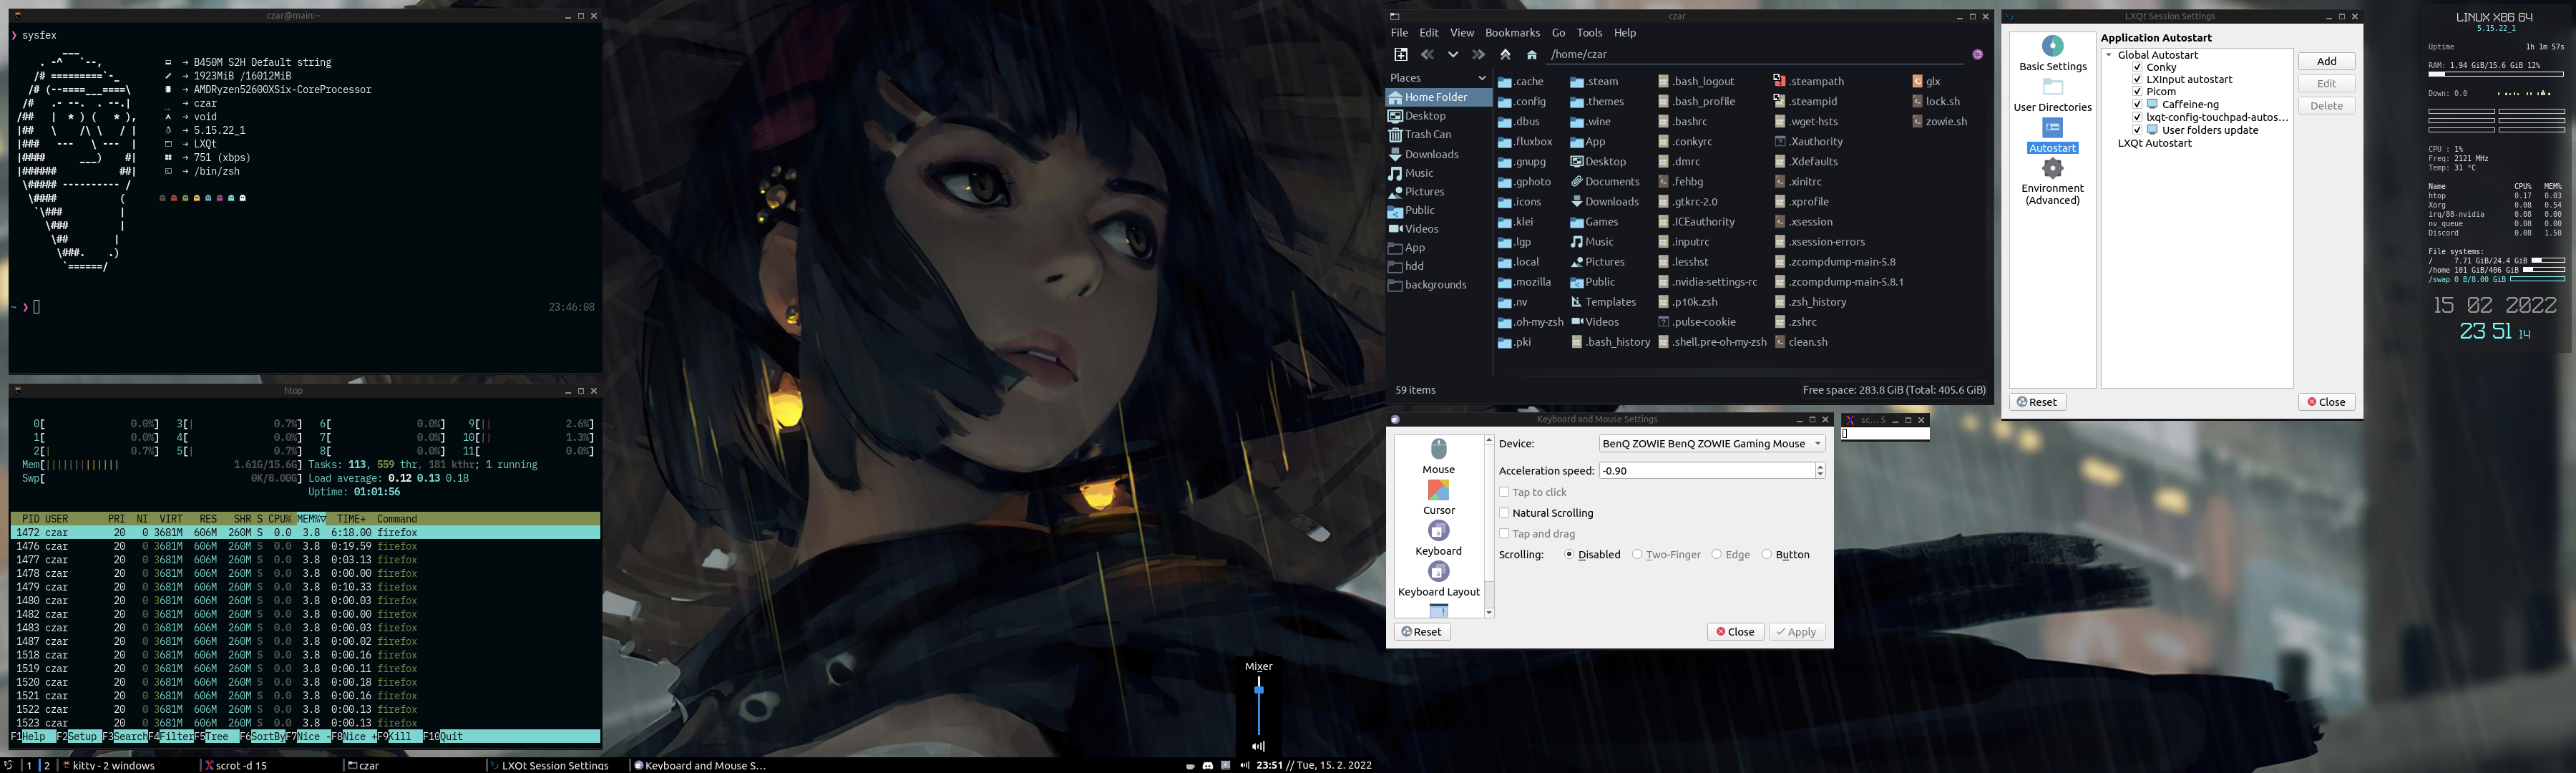 czar@main:~
❯ sysfex
→ B450M S2H Default string
→ 1923MiB /16012MiB
→ AMDRyzen52600XSix-CoreProcessor
→ czar
→ void
→ 5.15.22_1
→ LXQt
→ 751 (xbps)
→ /bin/zsh
~ ❯
23:46:08
htop
0[ 0.0%] 3[| 0.7%] 6[ 0.0%] 9[|| 2.6%]
1[ 0.0%] 4[ 0.7%] 7[ 0.0%] 10[|| 1.3%]
2[| 0.7%] 5[| 0.7%] 8[ 0.0%] 11[ 0.0%]
Mem[|||||||||||||| 1.61G/15.6G] Tasks: 113, 559 thr, 181 kthr; 1 running
Swp[ 0K/8.00G] Load average: 0.12 0.13 0.18
Uptime: 01:01:56
PID USER PRI NI VIRT RES SHR S CPU% MEM%▽ TIME+ Command
1472 czar 20 0 3681M 606M 260M S 0.0 3.8 6:18.00 firefox
1476 czar 20 0 3681M 606M 260M S 0.0 3.8 0:19.59 firefox
1477 czar 20 0 3681M 606M 260M S 0.0 3.8 0:03.13 firefox
1478 czar 20 0 3681M 606M 260M S 0.0 3.8 0:00.00 firefox
1479 czar 20 0 3681M 606M 260M S 0.0 3.8 0:10.33 firefox
1480 czar 20 0 3681M 606M 260M S 0.0 3.8 0:00.03 firefox
1482 czar 20 0 3681M 606M 260M S 0.0 3.8 0:00.00 firefox
1483 czar 20 0 3681M 606M 260M S 0.0 3.8 0:00.03 firefox
1487 czar 20 0 3681M 606M 260M S 0.0 3.8 0:00.02 firefox
1518 czar 20 0 3681M 606M 260M S 0.0 3.8 0:00.16 firefox
1519 czar 20 0 3681M 606M 260M S 0.0 3.8 0:00.11 firefox
1520 czar 20 0 3681M 606M 260M S 0.0 3.8 0:00.18 firefox
1521 czar 20 0 3681M 606M 260M S 0.0 3.8 0:00.16 firefox
1522 czar 20 0 3681M 606M 260M S 0.0 3.8 0:00.13 firefox
1523 czar 20 0 3681M 606M 260M S 0.0 3.8 0:00.13 firefox
F1Help F2Setup F3SearchF4FilterF5Tree F6SortByF7Nice -F8Nice +F9Kill F10Quit
czar
File Edit View Bookmarks Go Tools Help
/home/czar
Places
Home Folder
Desktop
Trash Can
Downloads
Music
Pictures
Public
Videos
App
hdd
backgrounds
.cache .steam .bash_logout .steampath glx
.config .themes .bash_profile .steampid lock.sh
.dbus .wine .bashrc .wget-hsts zowie.sh
.fluxbox App .conkyrc .Xauthority
.gnupg Desktop .dmrc .Xdefaults
.gphoto Documents .fehbg .xinitrc
.icons Downloads .gtkrc-2.0 .xprofile
.klei Games .ICEauthority .xsession
.lgp Music .inputrc .xsession-errors
.local Pictures .lesshst .zcompdump-main-5.8
.mozilla Public .nvidia-settings-rc .zcompdump-main-5.8.1
.nv Templates .p10k.zsh .zsh_history
.oh-my-zsh Videos .pulse-cookie .zshrc
.pki .bash_history .shell.pre-oh-my-zsh clean.sh
59 items
Free space: 283.8 GiB (Total: 405.6 GiB)
Keyboard and Mouse Settings
Mouse
Cursor
Keyboard
Keyboard Layout
Device: BenQ ZOWIE BenQ ZOWIE Gaming Mouse
Acceleration speed: -0.90
Tap to click
Natural Scrolling
Tap and drag
Scrolling: Disabled Two-Finger Edge Button
Reset Close Apply
sc... 5
LXQt Session Settings
Basic Settings
User Directories
Autostart
Environment
(Advanced)
Application Autostart
Global Autostart
Conky
LXInput autostart
Picom
Caffeine-ng
lxqt-config-touchpad-autos...
User folders update
LXQt Autostart
Add
Edit
Delete
Reset
Close
LINUX X86 64
5.15.22_1
Uptime 1h 1m 57s
RAM: 1.94 GiB/15.6 GiB 12%
Down: 0.0
CPU : 1%
Freq: 2121 MHz
Temp: 31 °C
Name CPU% MEM%
htop 0.17 0.03
Xorg 0.08 0.54
irq/88-nvidia 0.08 0.00
nv_queue 0.08 0.00
Discord 0.08 1.50
File systems:
/ 7.71 GiB/24.4 GiB
/home 101 GiB/406 GiB
/swap 0 B/8.00 GiB
15 02 2022
23 51 14
Mixer
1 2 kitty - 2 windows scrot -d 15 czar LXQt Session Settings Keyboard and Mouse S...
23:51 // Tue, 15. 2. 2022